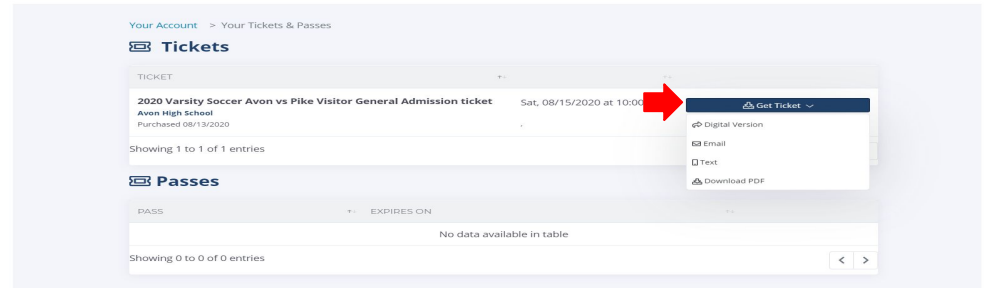 Your Account > Your Tickets & Passes
Tickets
TICKET
2020 Varsity Soccer Avon vs Pike Visitor General Admission ticket Sat, 08/15/2020 at 10:00 Get Ticket
Avon High School
Purchased 08/13/2020
Digital Version
Email
Text
Download PDF
Showing 1 to 1 of 1 entries
Passes
PASS EXPIRES ON
No data available in table
Showing 0 to 0 of 0 entries < >